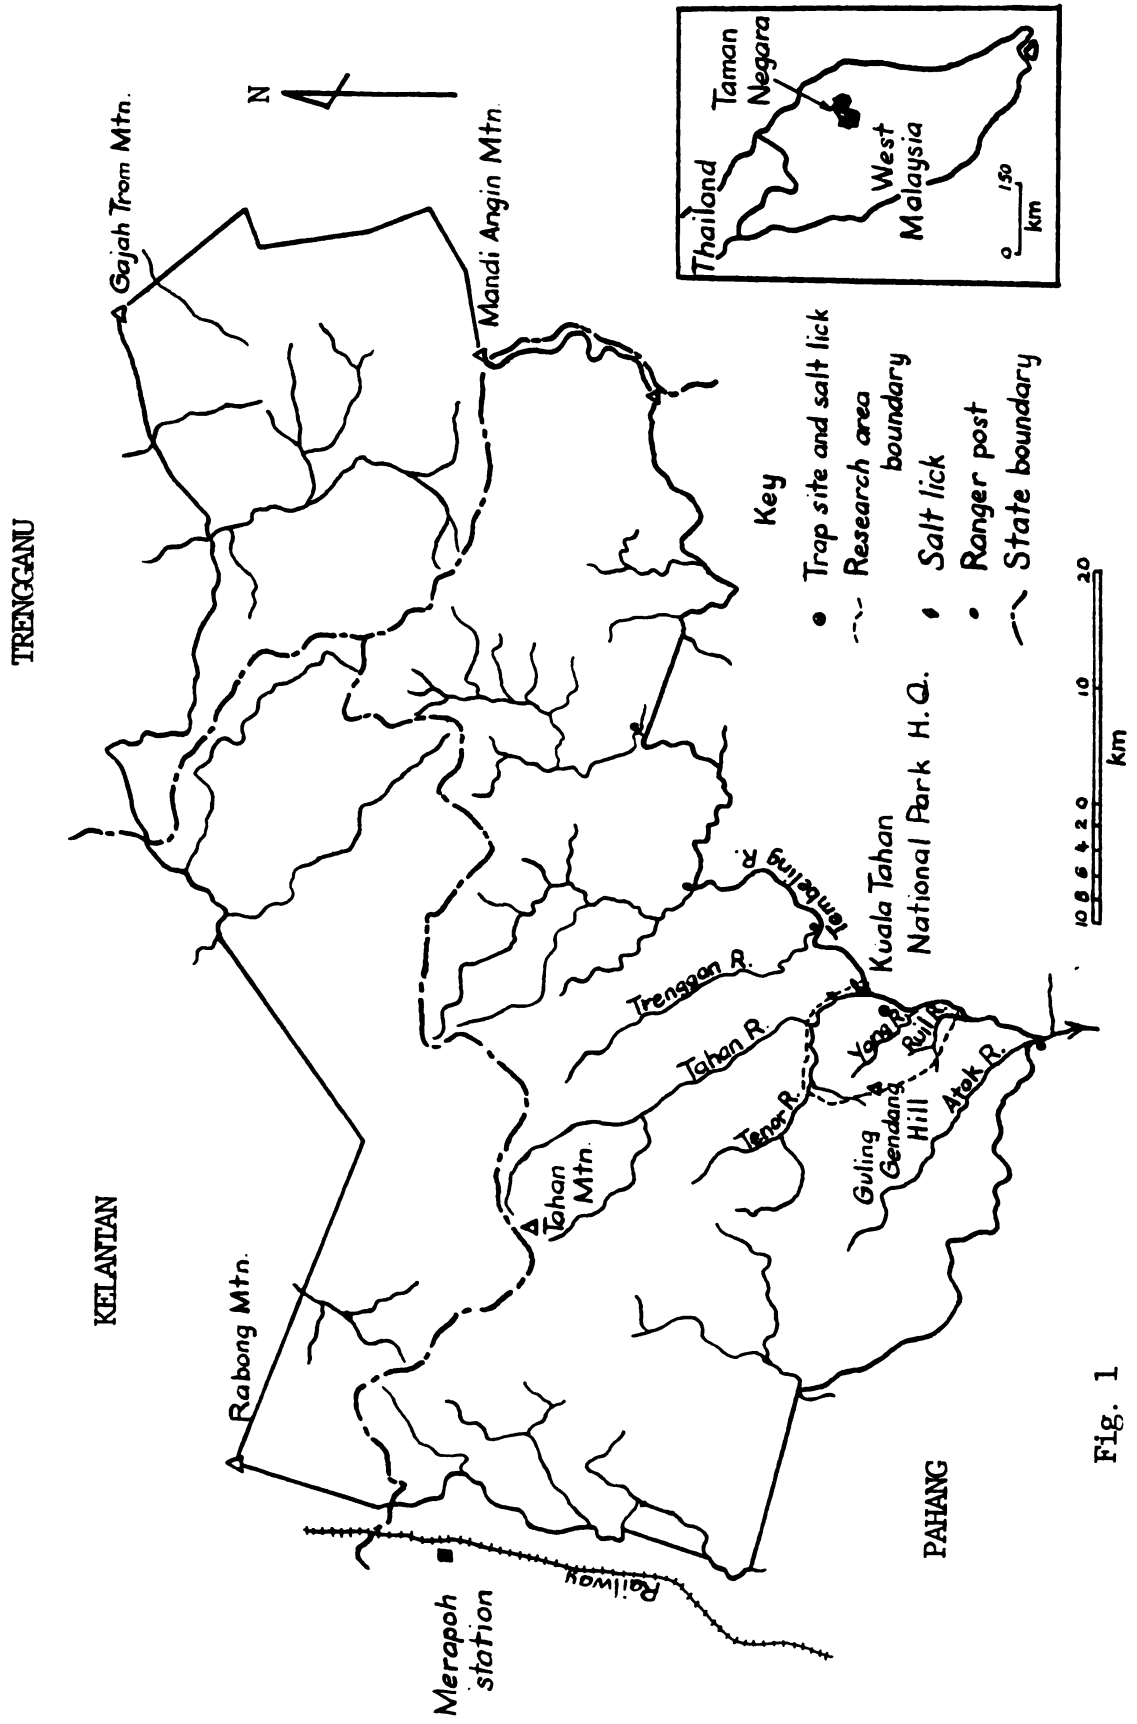 TRENGGANU
KELANTAN
PAHANG
N
Gajah Trom Mtn.
Mandi Angin Mtn.
Rabong Mtn.
Tahan
Mtn.
Merapoh
station
Railway
Trenggan R.
Tahan R.
Tenor R.
Tembeling R.
Yong R.
Ruil R.
Atok R.
Guling
Gendang
Hill
Kuala Tahan
National Park H.Q.
Key
Trap site and salt lick
Research area
boundary
Salt lick
Ranger post
State boundary
10 8 6 4 2 0 10 20
km
Thailand
Taman
Negara
West
Malaysia
0 150
km
Fig. 1